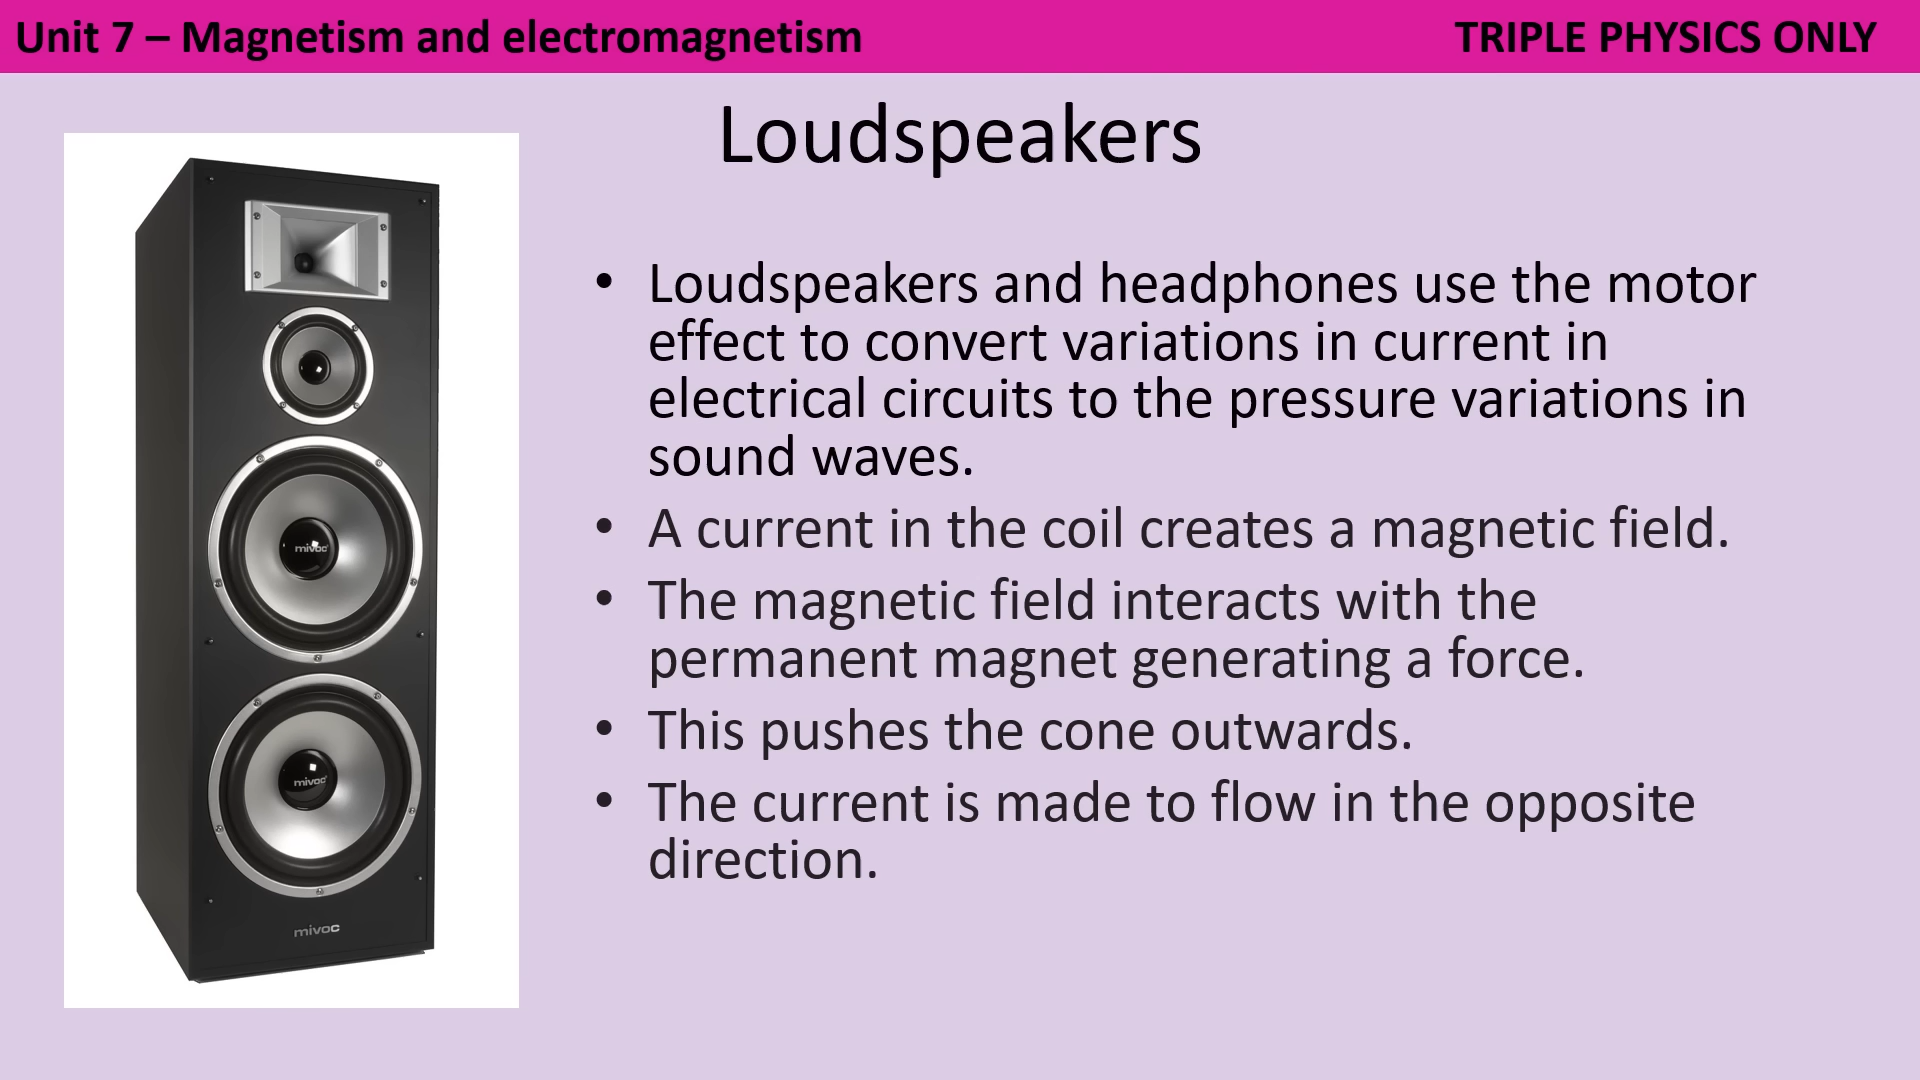 Unit 7 – Magnetism and electromagnetism
TRIPLE PHYSICS ONLY
Loudspeakers
• Loudspeakers and headphones use the motor
effect to convert variations in current in
electrical circuits to the pressure variations in
sound waves.
• A current in the coil creates a magnetic field.
• The magnetic field interacts with the
permanent magnet generating a force.
• This pushes the cone outwards.
• The current is made to flow in the opposite
direction.
mivoc
mivoc
mivoc